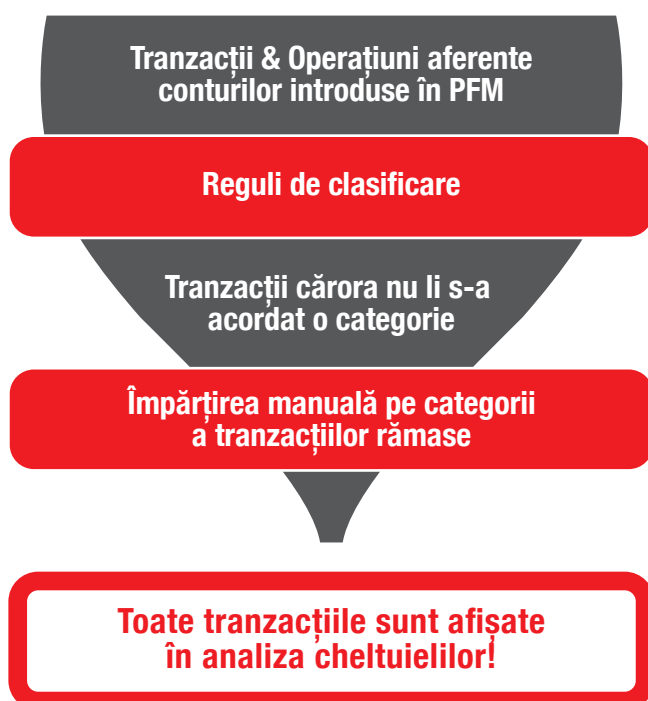 Tranzacții & Operațiuni aferente
conturilor introduse în PFM
Reguli de clasificare
Tranzacții cărora nu li s-a
acordat o categorie
Împărțirea manuală pe categorii
a tranzacțiilor rămase
Toate tranzacțiile sunt afișate
în analiza cheltuielilor!